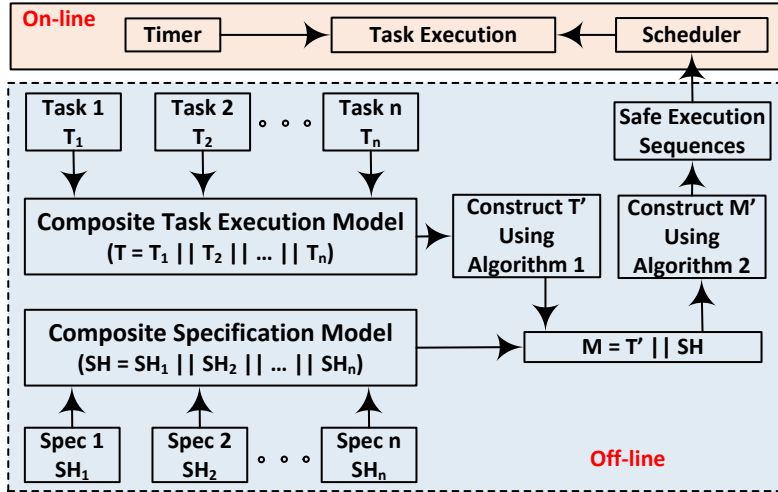 On-line
Timer
Task Execution
Scheduler
Task 1
T₁
Task 2
T₂
Task n
Tₙ
Safe Execution
Sequences
Composite Task Execution Model
(T = T₁ || T₂ || ... || Tₙ)
Construct T'
Using
Algorithm 1
Construct M'
Using
Algorithm 2
Composite Specification Model
(SH = SH₁ || SH₂ || ... || SHₙ)
M = T' || SH
Spec 1
SH₁
Spec 2
SH₂
Spec n
SHₙ
Off-line